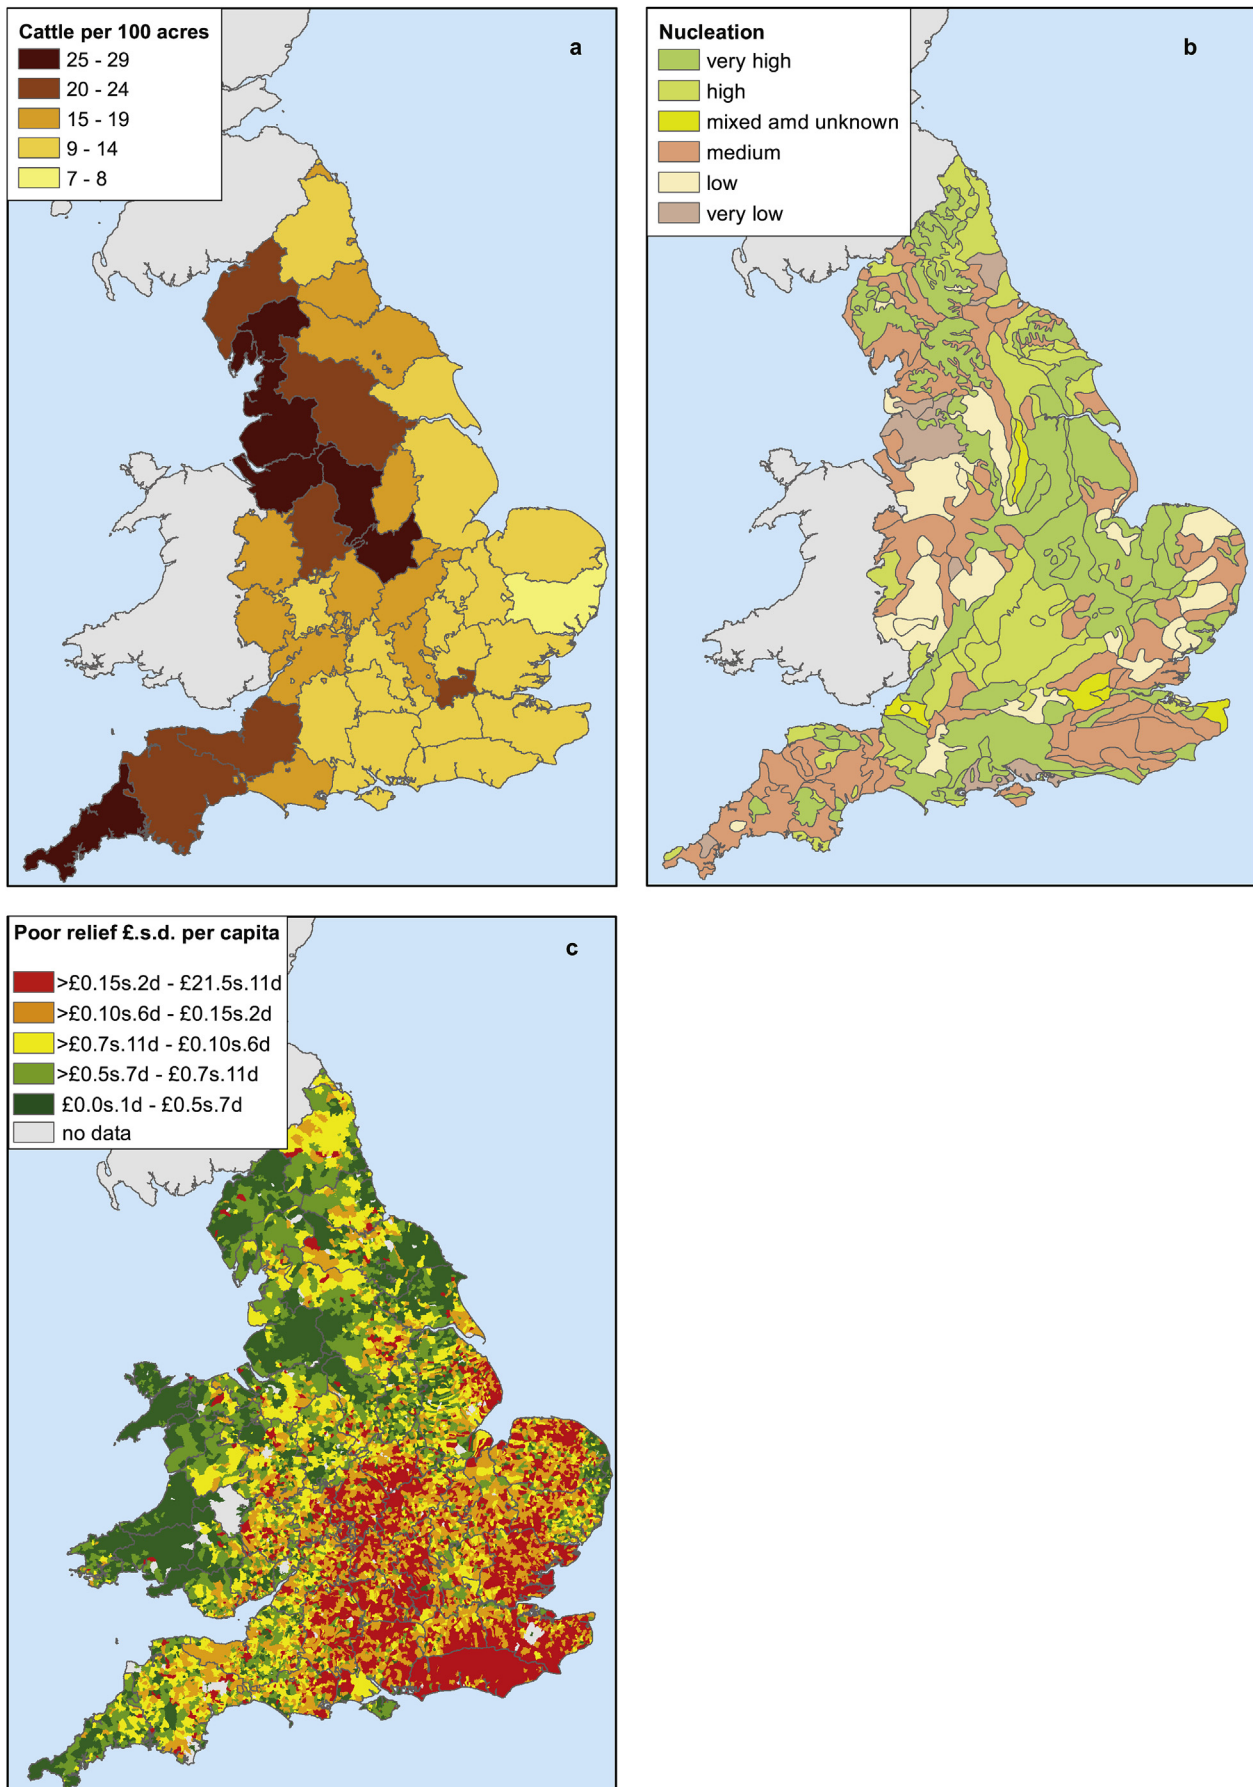 Cattle per 100 acres
25 - 29
20 - 24
15 - 19
9 - 14
7 - 8
a
Nucleation
very high
high
mixed amd unknown
medium
low
very low
b
Poor relief £.s.d. per capita
>£0.15s.2d - £21.5s.11d
>£0.10s.6d - £0.15s.2d
>£0.7s.11d - £0.10s.6d
>£0.5s.7d - £0.7s.11d
£0.0s.1d - £0.5s.7d
no data
c